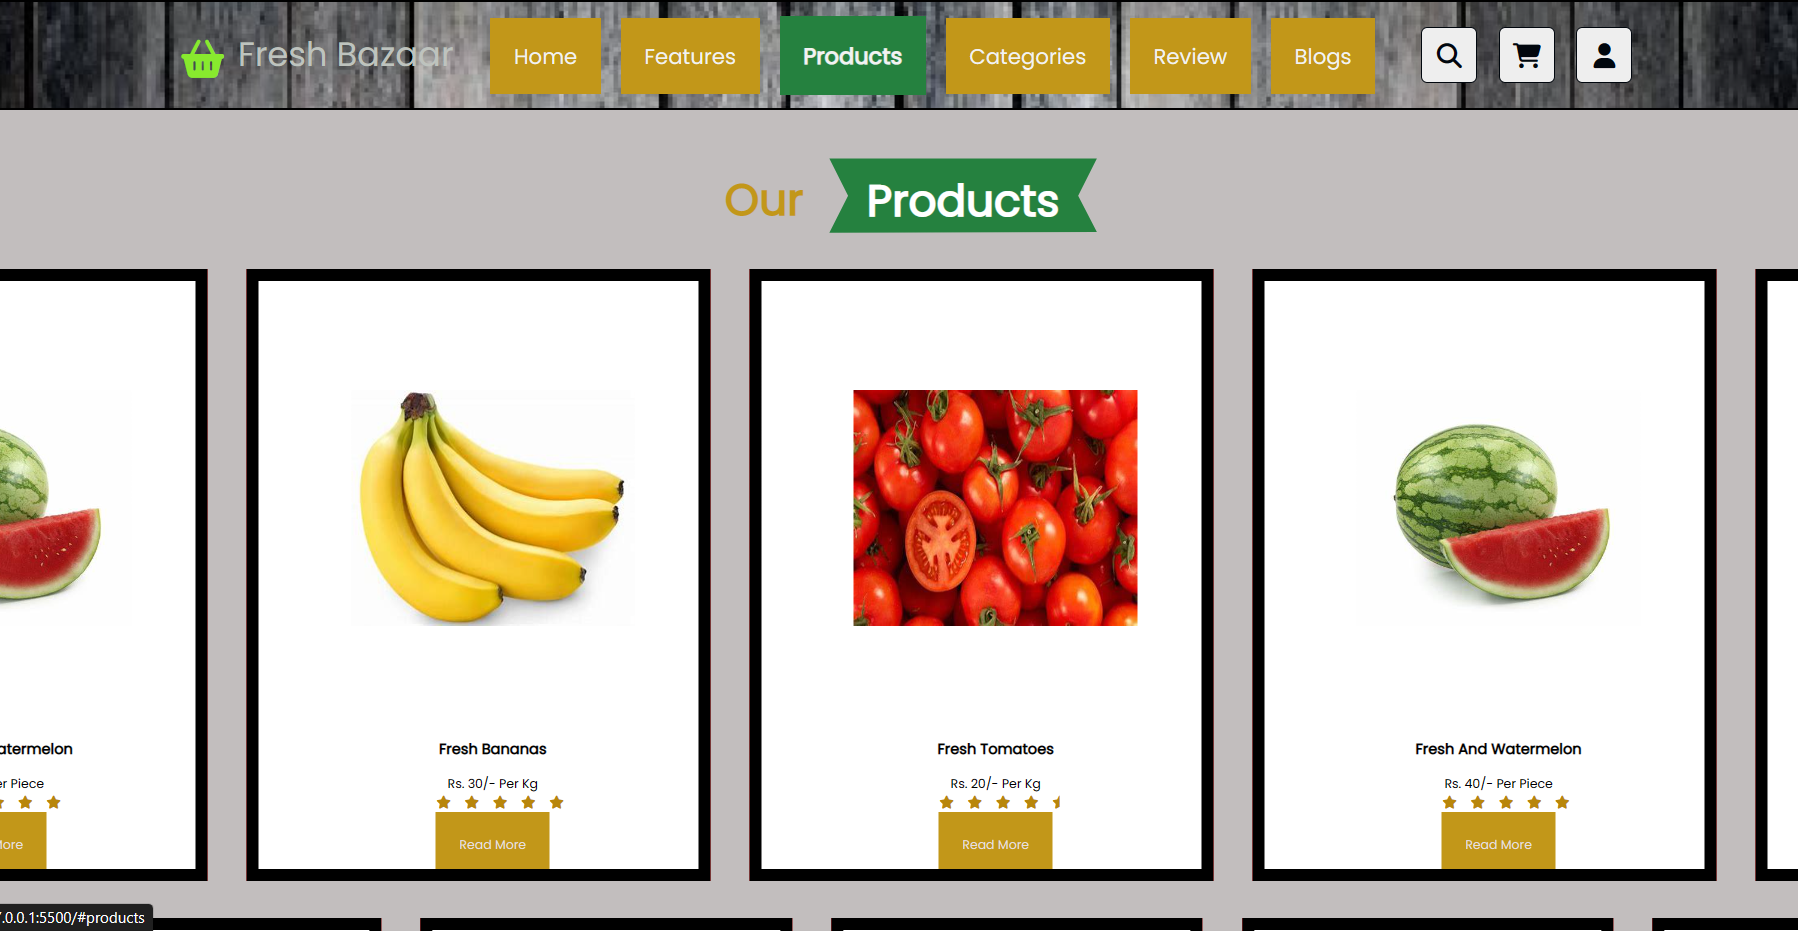 Fresh Bazaar
Home
Features
Products
Categories
Review
Blogs
Our Products
atermelon
Fresh Bananas
Fresh Tomatoes
Fresh And Watermelon
er Piece
Rs. 30/- Per Kg
Rs. 20/- Per Kg
Rs. 40/- Per Piece
More
Read More
Read More
Read More
.0.0.1:5500/#products